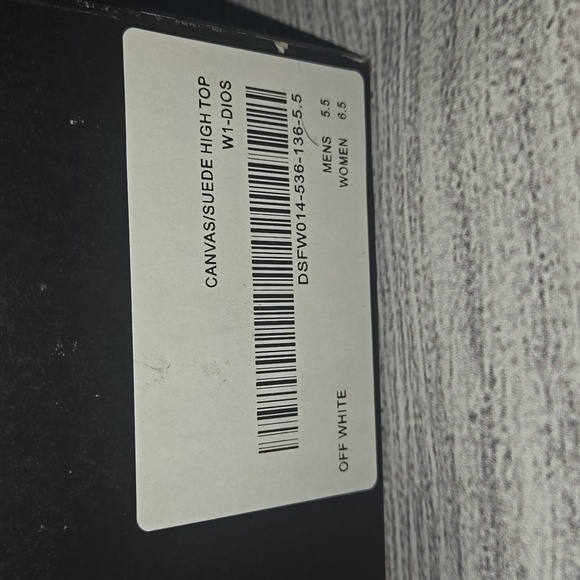 CANVAS/SUEDE HIGH TOP
W1-DIOS
DSFW014-536-136-5.5
MENS 5.5
WOMEN 6.5
OFF WHITE